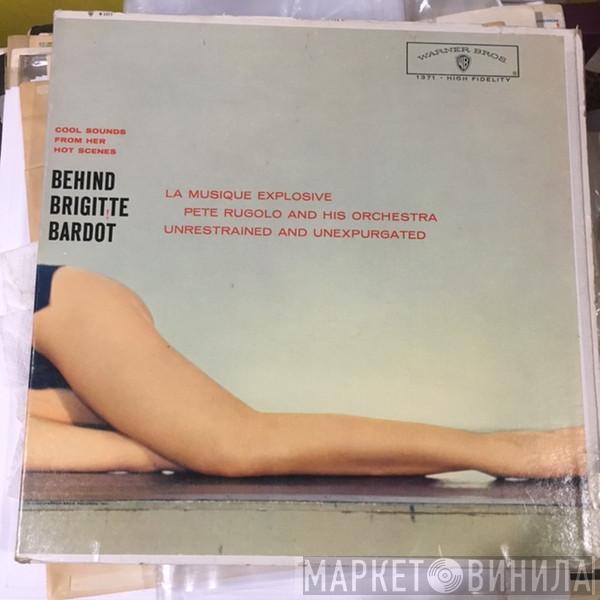 WARNER BROS
WB
1371 • HIGH FIDELITY
COOL SOUNDS
FROM HER
HOT SCENES
BEHIND
BRIGITTE
BARDOT
LA MUSIQUE EXPLOSIVE
PETE RUGOLO AND HIS ORCHESTRA
UNRESTRAINED AND UNEXPURGATED
МАРКЕТ ВИНИЛА